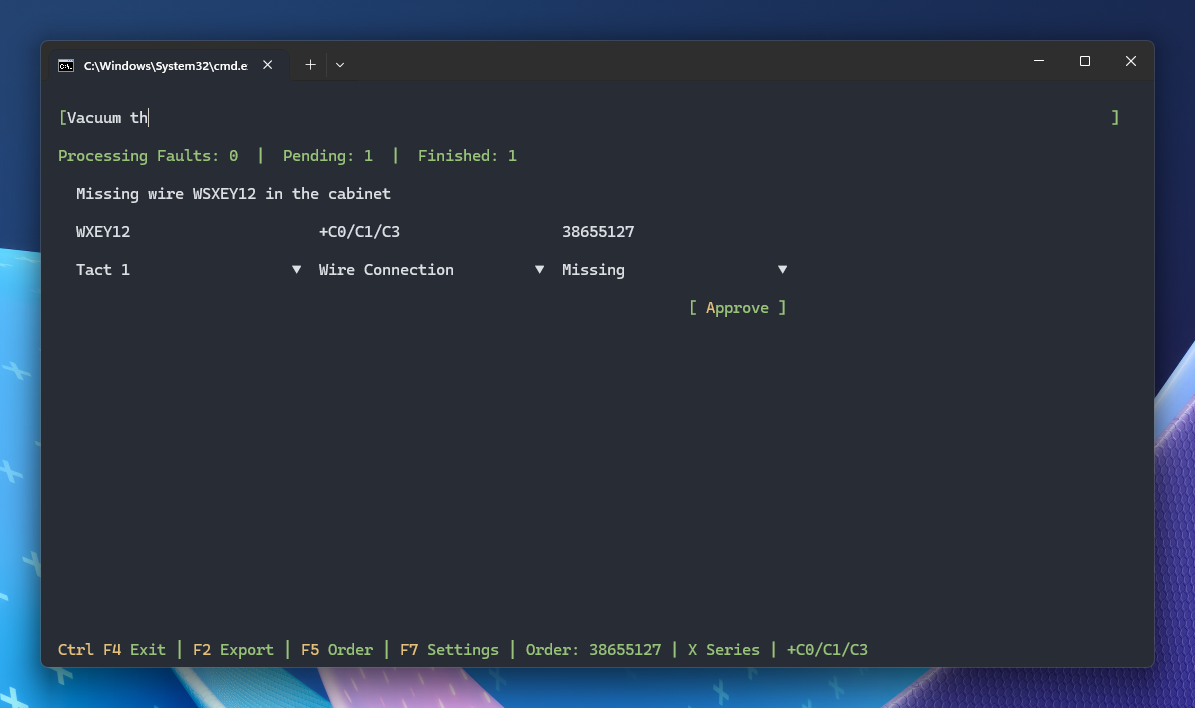 C:\Windows\System32\cmd.e
[Vacuum th ]
Processing Faults: 0 | Pending: 1 | Finished: 1
Missing wire WSXEY12 in the cabinet
WXEY12 +C0/C1/C3 38655127
Tact 1 ▼ Wire Connection ▼ Missing ▼
[ Approve ]
Ctrl F4 Exit | F2 Export | F5 Order | F7 Settings | Order: 38655127 | X Series | +C0/C1/C3